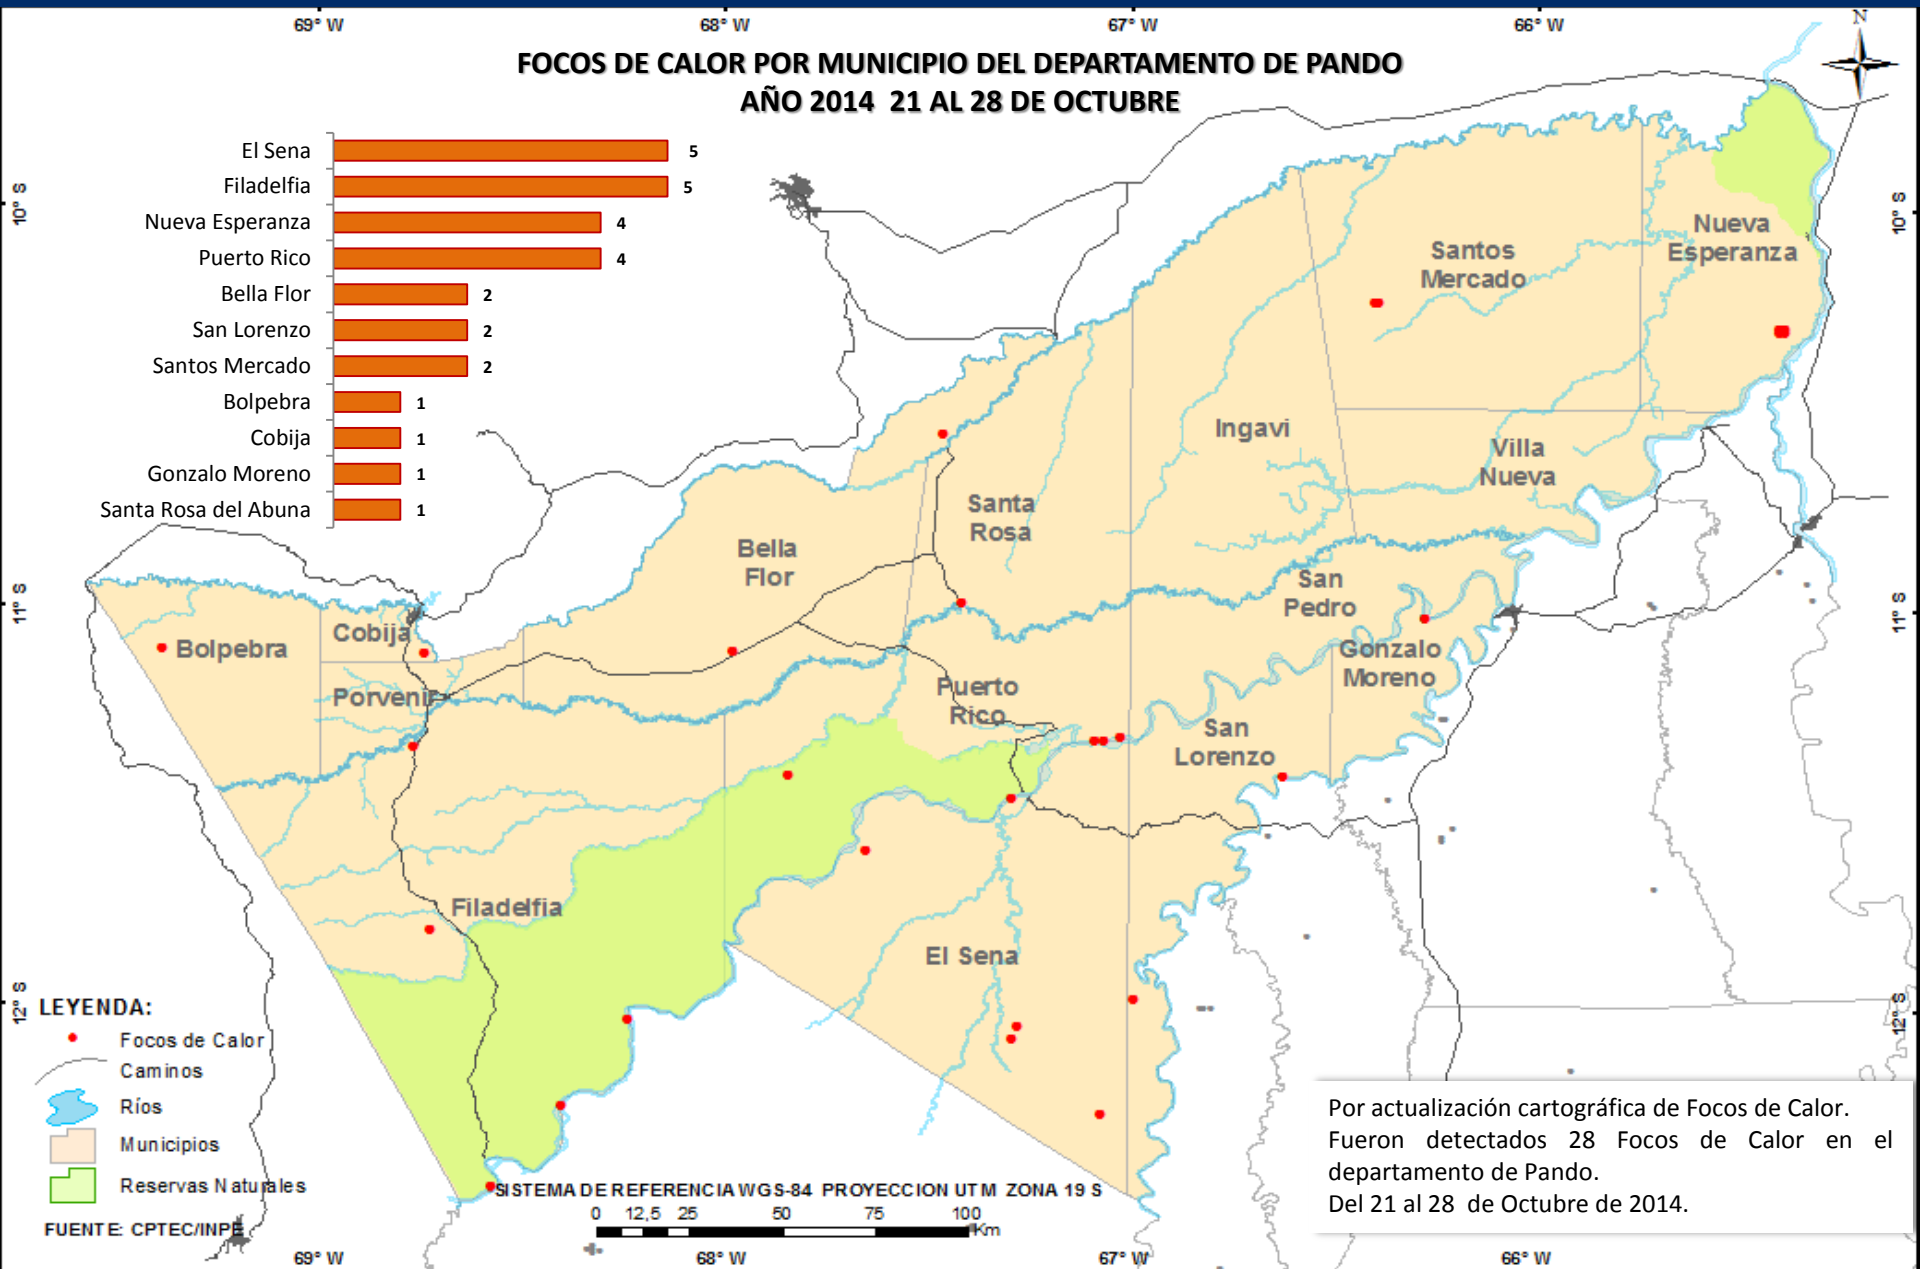 69° W 68° W 67° W 66° W
N
FOCOS DE CALOR POR MUNICIPIO DEL DEPARTAMENTO DE PANDO
AÑO 2014 21 AL 28 DE OCTUBRE
El Sena 5
Filadelfia 5
Nueva Esperanza 4
Puerto Rico 4
Bella Flor 2
San Lorenzo 2
Santos Mercado 2
Bolpebra 1
Cobija 1
Gonzalo Moreno 1
Santa Rosa del Abuna 1
10° S
11° S
12° S
10° S
11° S
12° S
Nueva
Esperanza
Santos
Mercado
Ingavi
Villa
Nueva
Santa
Rosa
Bella
Flor
San
Pedro
Cobija
Bolpebra
Gonzalo
Moreno
Porvenir
Puerto
Rico
San
Lorenzo
Filadelfia
El Sena
LEYENDA:
Focos de Calor
Caminos
Ríos
Municipios
Reservas Naturales
FUENTE: CPTEC/INPE
SISTEMA DE REFERENCIA WGS-84 PROYECCION UTM ZONA 19 S
0 12,5 25 50 75 100
Km
Por actualización cartográfica de Focos de Calor.
Fueron detectados 28 Focos de Calor en el
departamento de Pando.
Del 21 al 28 de Octubre de 2014.
69° W 68° W 67° W 66° W